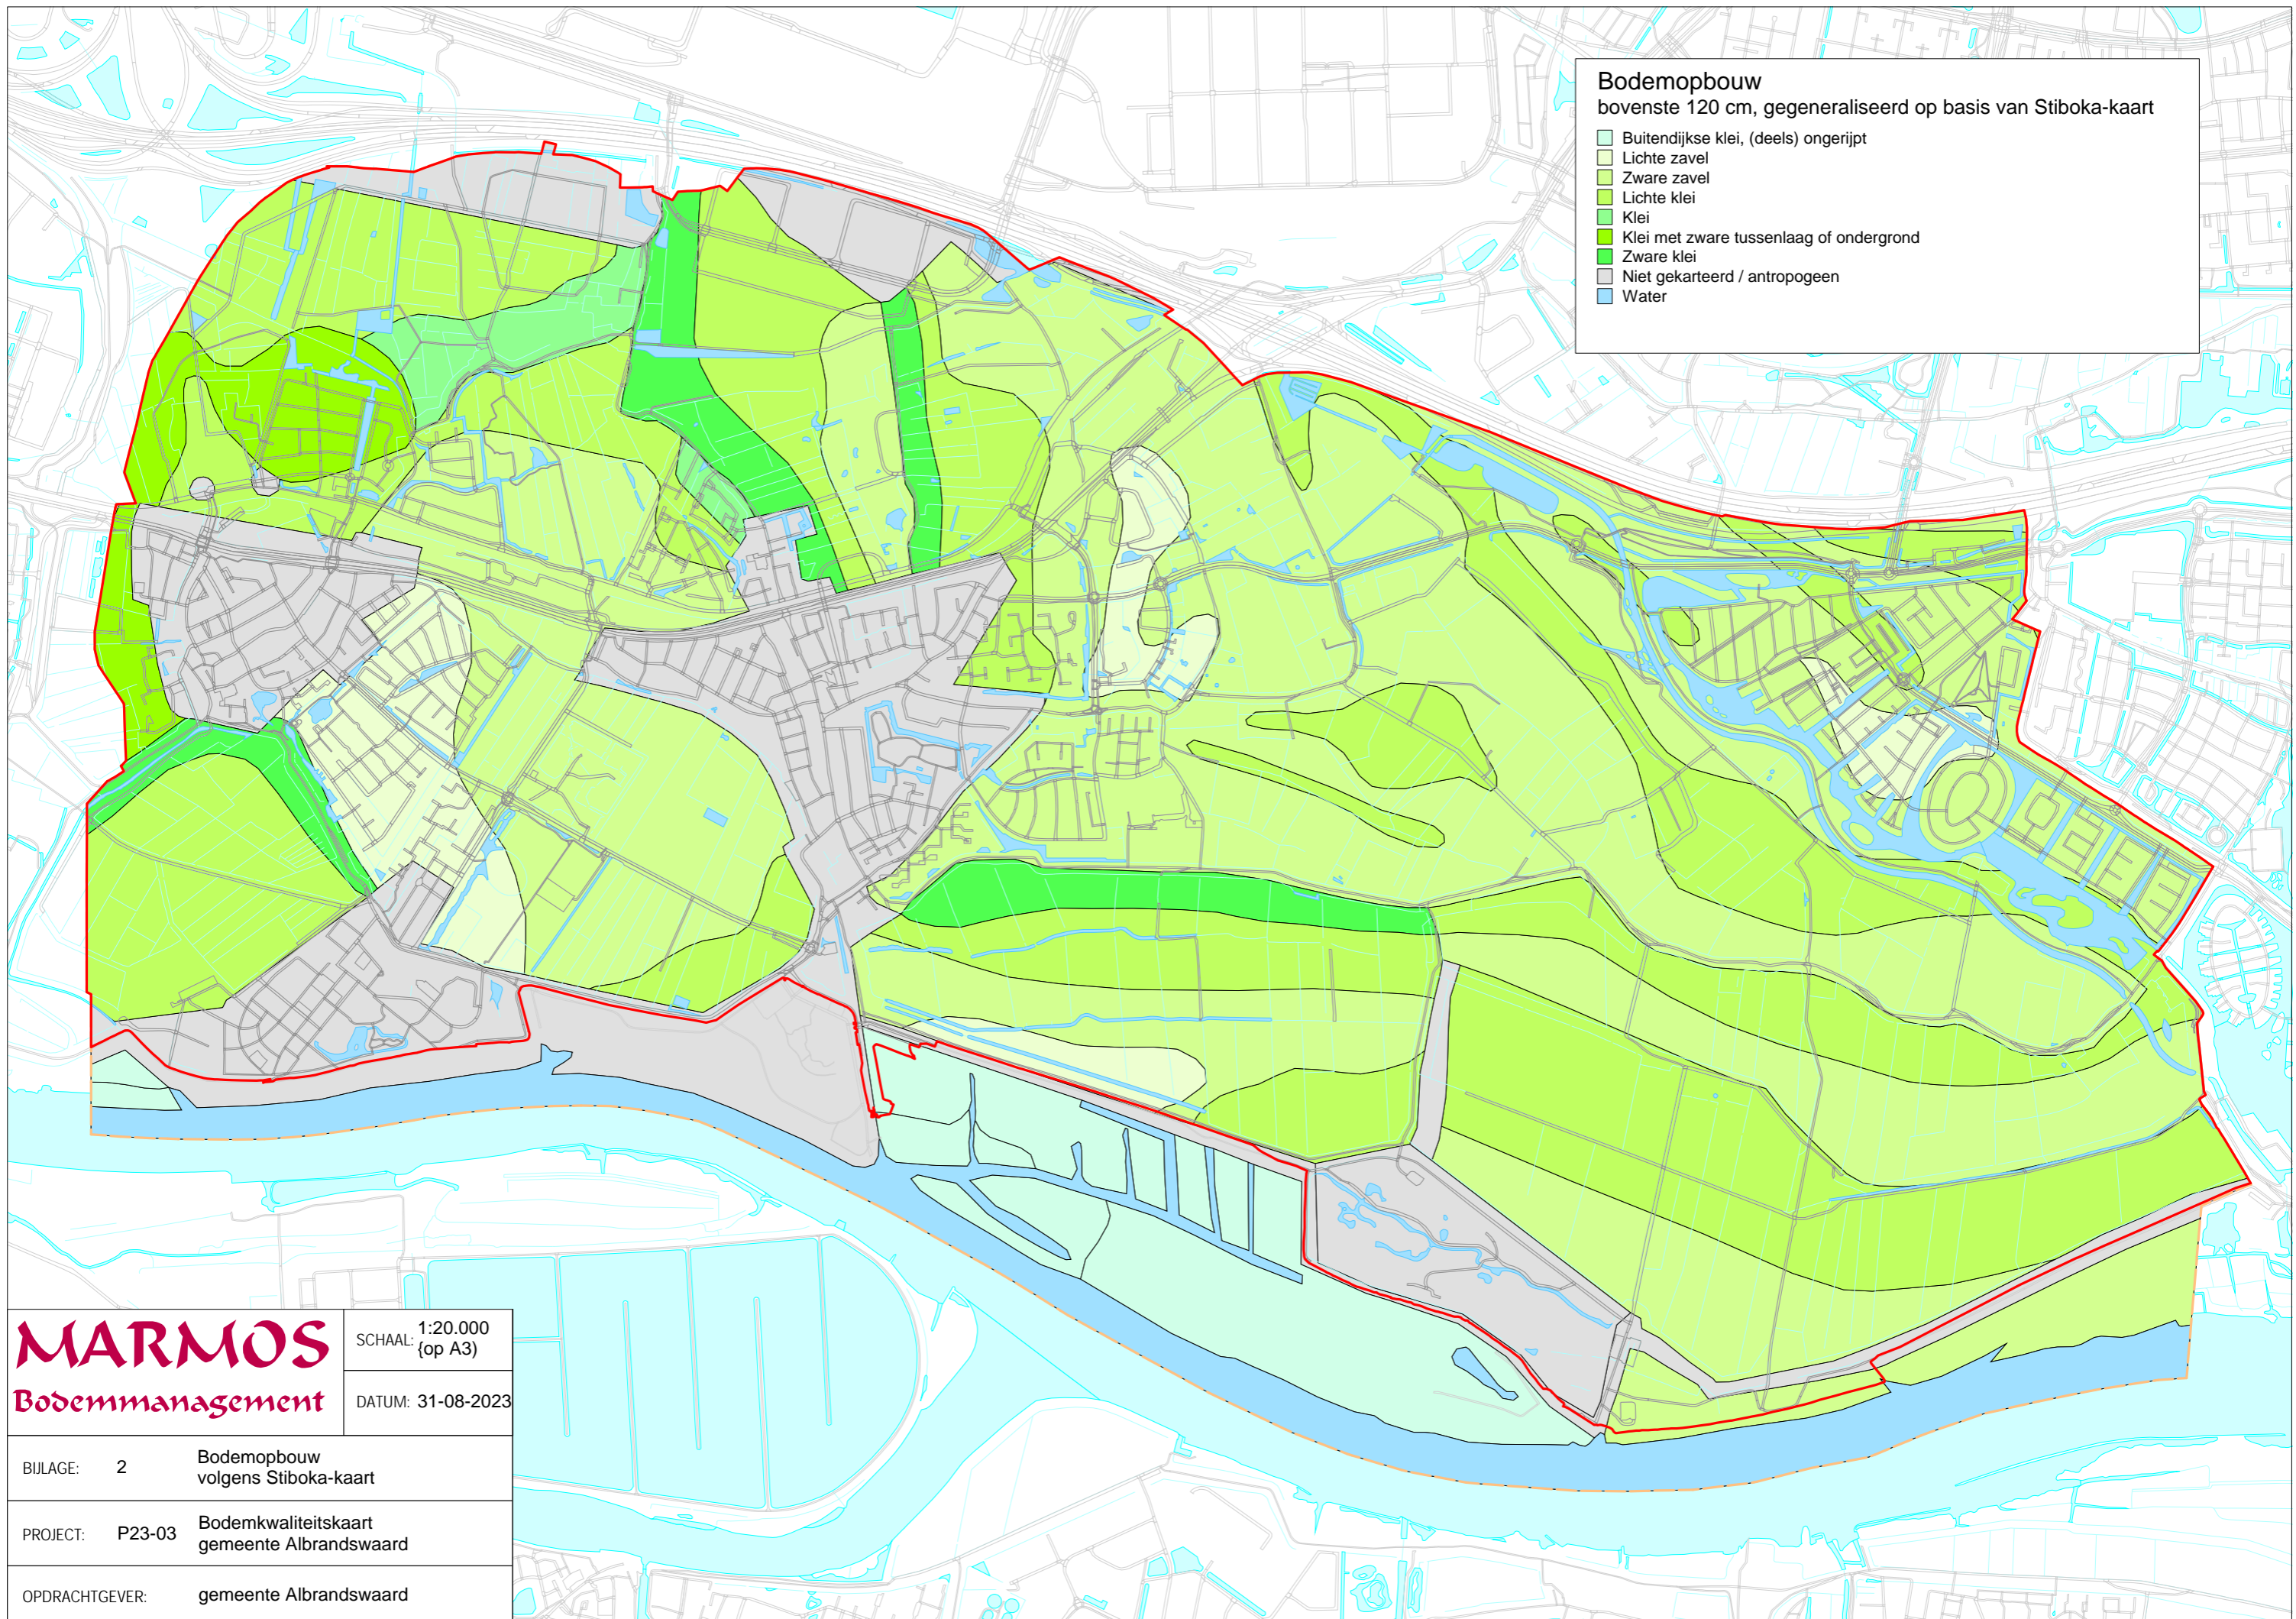 Bodemopbouw
bovenste 120 cm, gegeneraliseerd op basis van Stiboka-kaart
Buitendijkse klei, (deels) ongerijpt
Lichte zavel
Zware zavel
Lichte klei
Klei
Klei met zware tussenlaag of ondergrond
Zware klei
Niet gekarteerd / antropogeen
Water
MARMOS
Bodemmanagement
SCHAAL: 1:20.000
{op A3)
DATUM: 31-08-2023
BIJLAGE: 2 Bodemopbouw
volgens Stiboka-kaart
PROJECT: P23-03 Bodemkwaliteitskaart
gemeente Albrandswaard
OPDRACHTGEVER: gemeente Albrandswaard